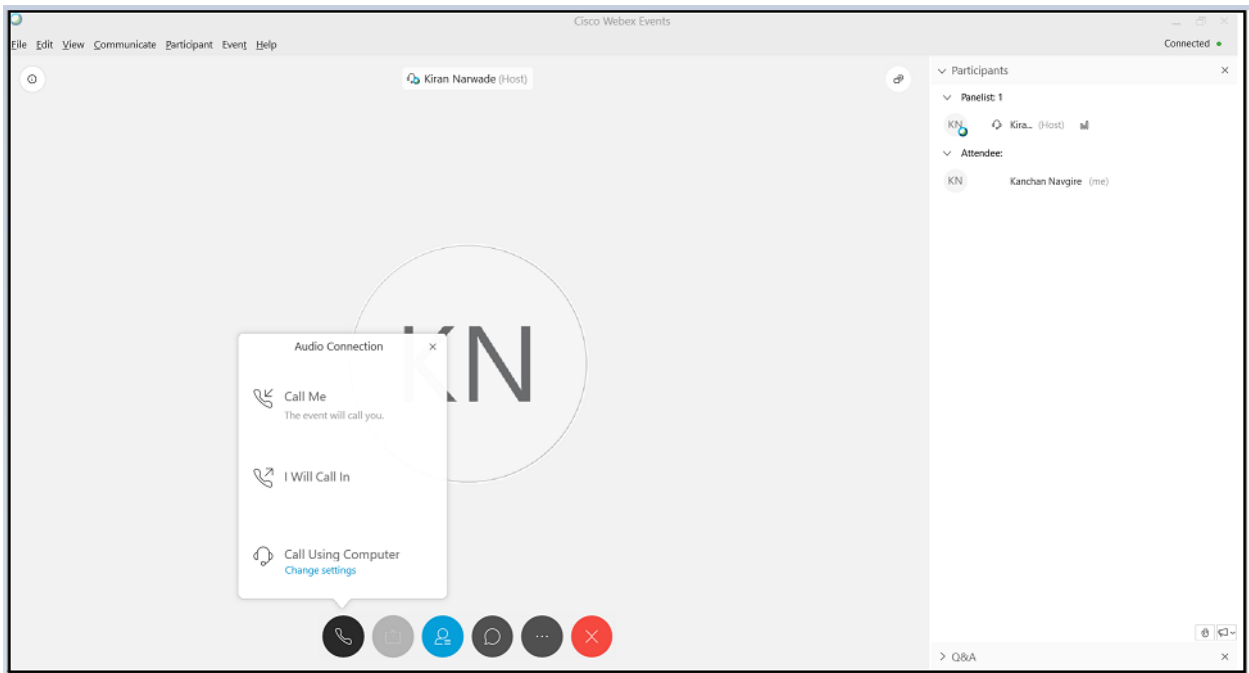 Cisco Webex Events
File Edit View Communicate Participant Event Help
Connected
Kiran Narwade (Host)
Participants
Panelist: 1
KN Kira... (Host)
Attendee:
KN Kanchan Navgire (me)
KN
Audio Connection
Call Me
The event will call you.
I Will Call In
Call Using Computer
Change settings
Q&A